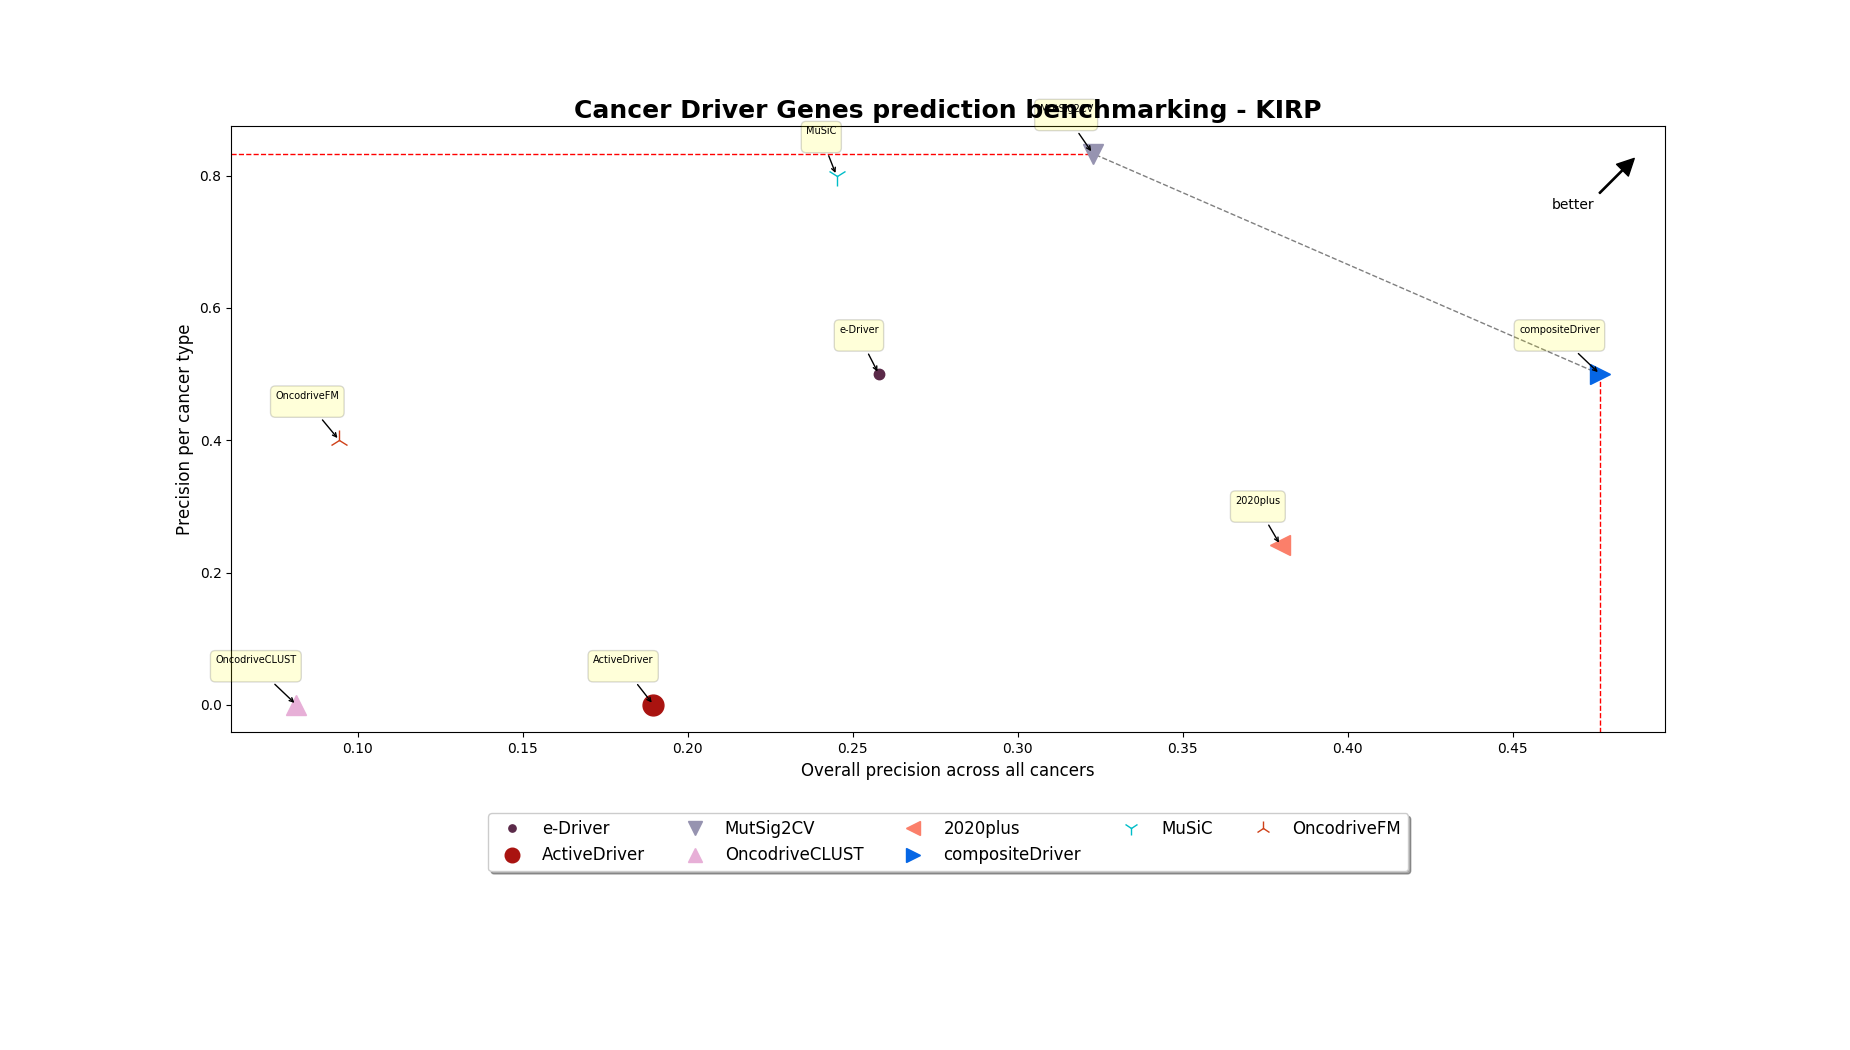 Cancer Driver Genes prediction benchmarking - KIRP
MuSiC
e-Driver
compositeDriver
OncodriveFM
2020plus
OncodriveCLUST
ActiveDriver
better
Precision per cancer type
0.8
0.6
0.4
0.2
0.0
0.10 0.15 0.20 0.25 0.30 0.35 0.40 0.45
Overall precision across all cancers
e-Driver MutSig2CV 2020plus MuSiC OncodriveFM
ActiveDriver OncodriveCLUST compositeDriver